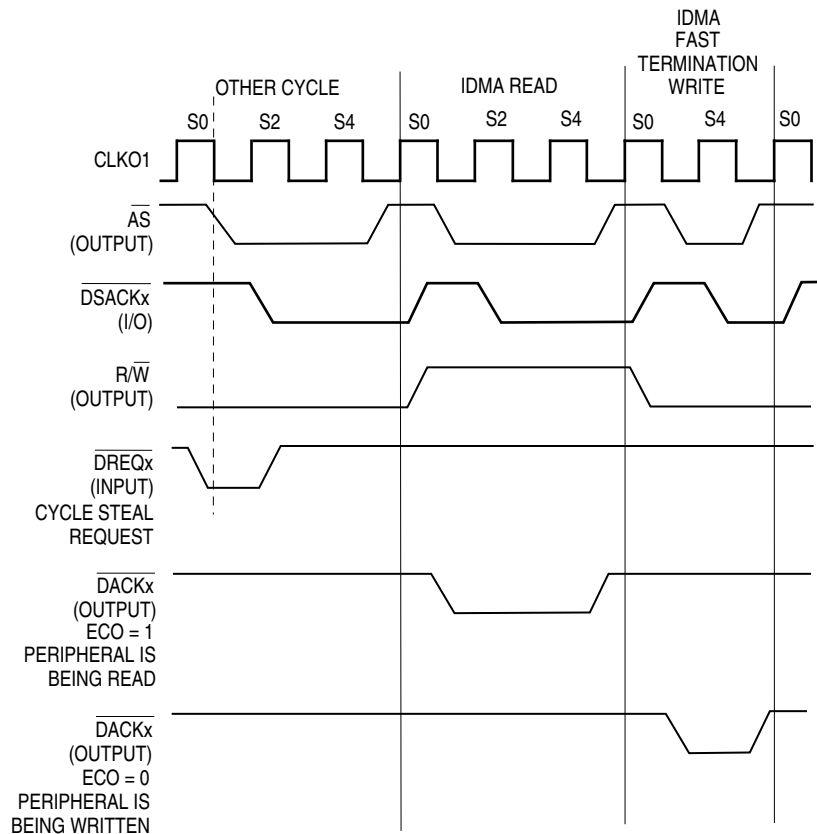 IDMA
FAST
TERMINATION
WRITE
OTHER CYCLE
IDMA READ
S0 S2 S4 S0 S2 S4 S0 S4 S0
CLKO1
AS
(OUTPUT)
DSACKx
(I/O)
R/W
(OUTPUT)
DREQx
(INPUT)
CYCLE STEAL
REQUEST
DACKx
(OUTPUT)
ECO = 1
PERIPHERAL IS
BEING READ
DACKx
(OUTPUT)
ECO = 0
PERIPHERAL IS
BEING WRITTEN